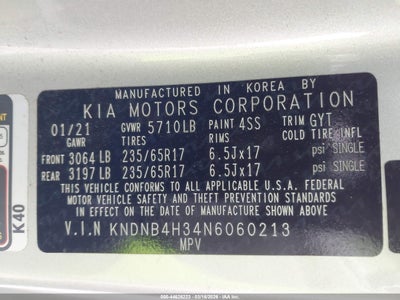 MANUFACTURED IN KOREA BY
KIA MOTORS CORPORATION
01/21 GVWR 5710LB PAINT 4SS TRIM GYT
GAWR TIRES RIMS COLD TIRE INFL
FRONT 3064 LB 235/65R17 6.5Jx17 psi SINGLE
REAR 3197 LB 235/65R17 6.5Jx17 psi SINGLE
THIS VEHICLE CONFORMS TO ALL APPLICABLE U.S.A. FEDERAL
MOTOR VEHICLE SAFETY AND THEFT PREVENTION STANDARDS
IN EFFECT ON THE DATE OF MANUFACTURE SHOWN ABOVE
V.I.N KNDNB4H34N6060213
MPV
K40